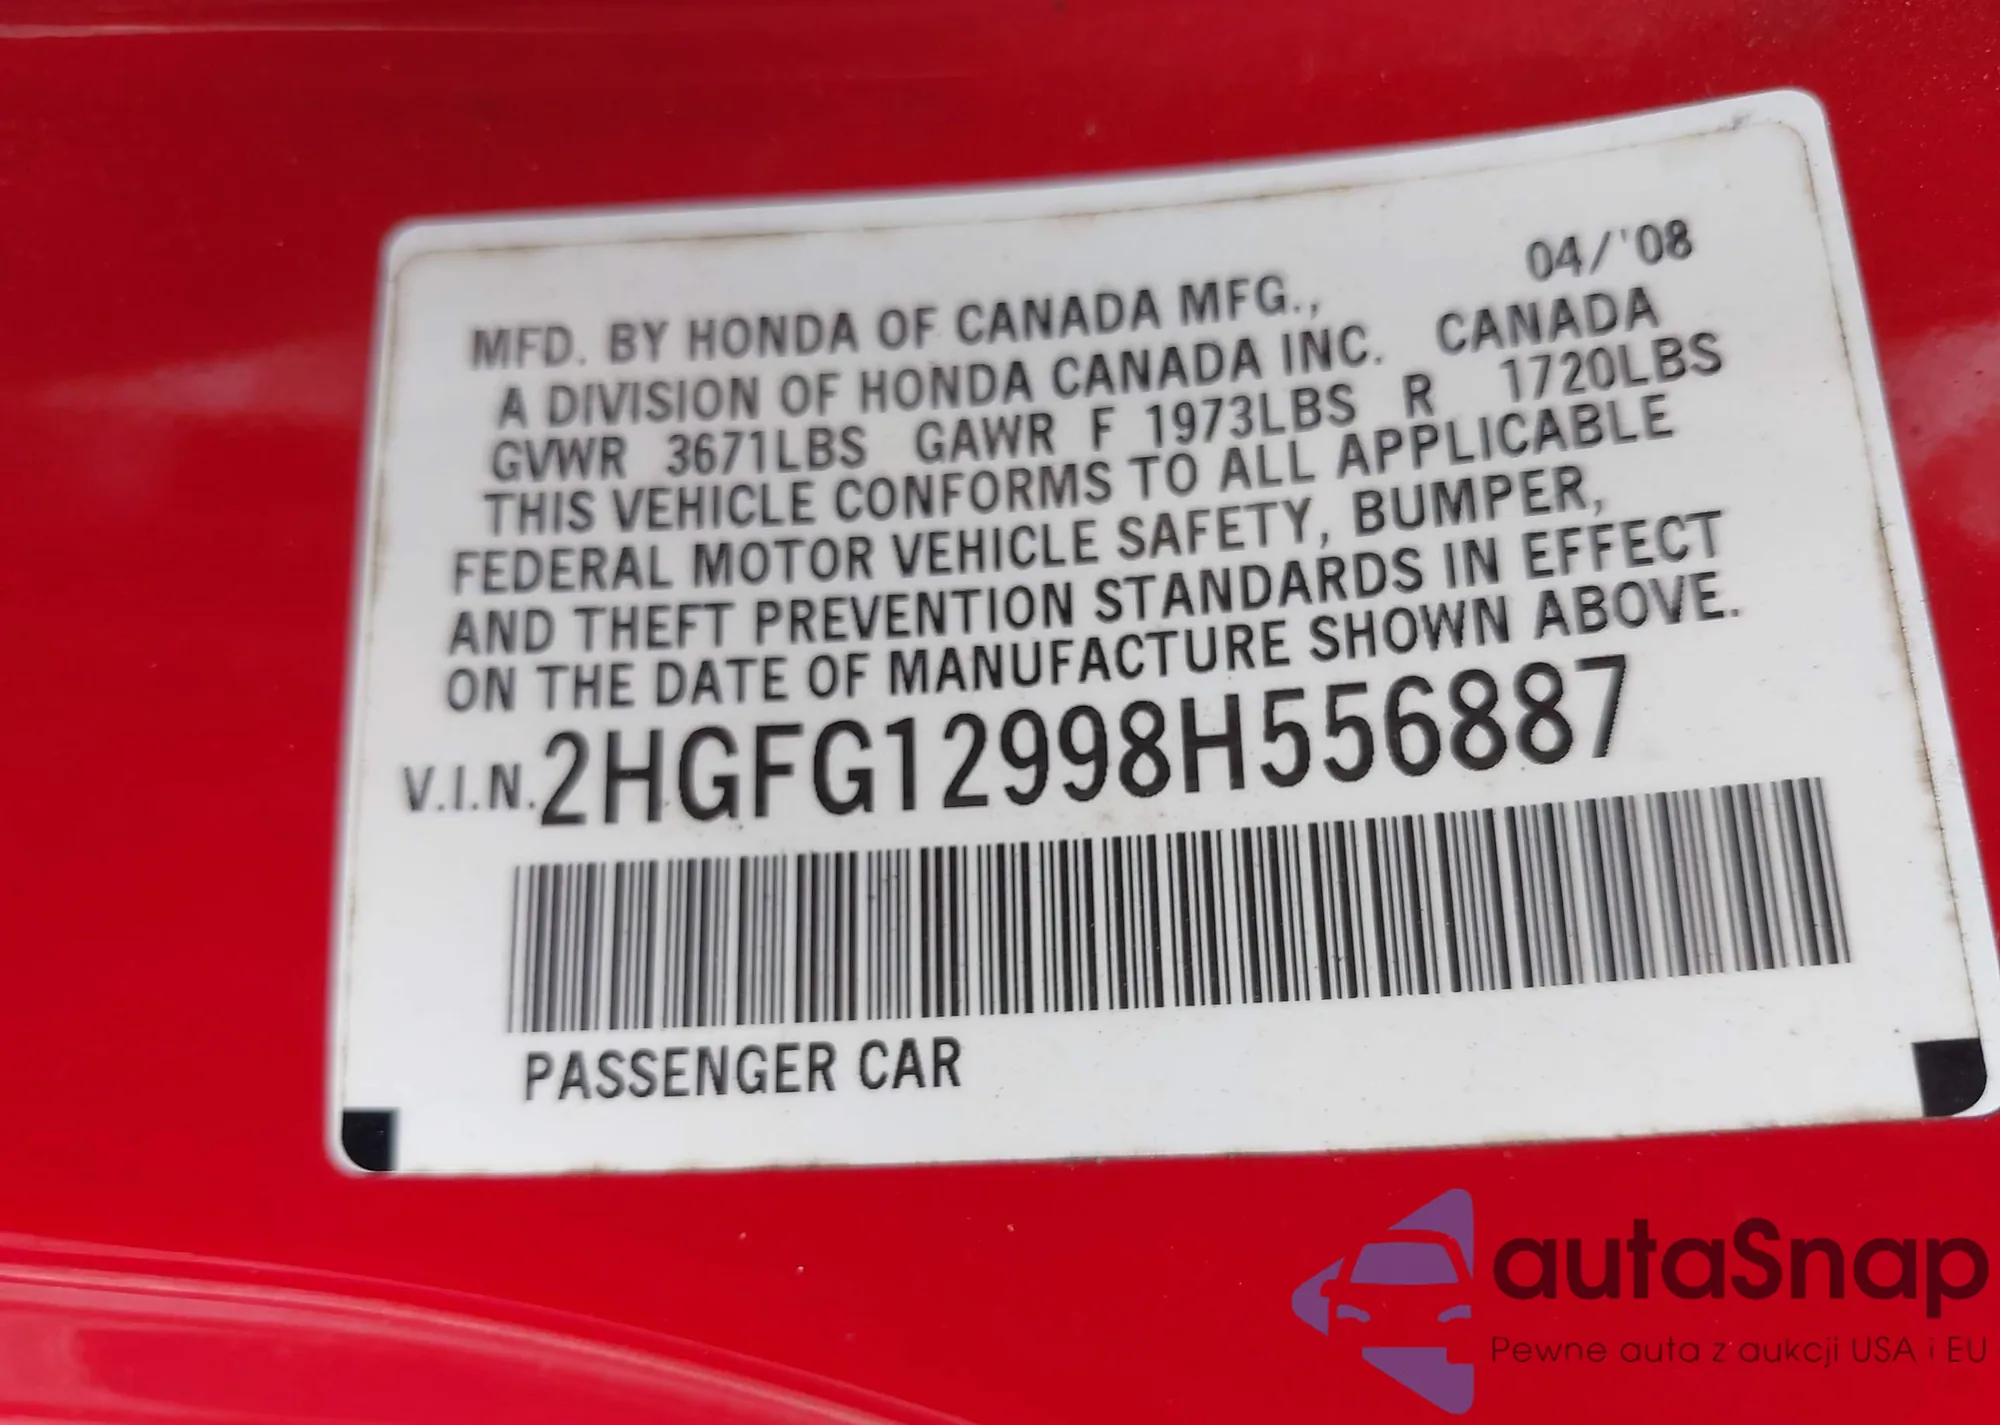 04/'08
MFD. BY HONDA OF CANADA MFG.,
A DIVISION OF HONDA CANADA INC. CANADA
GVWR 3671LBS GAWR F 1973LBS R 1720LBS
THIS VEHICLE CONFORMS TO ALL APPLICABLE
FEDERAL MOTOR VEHICLE SAFETY, BUMPER,
AND THEFT PREVENTION STANDARDS IN EFFECT
ON THE DATE OF MANUFACTURE SHOWN ABOVE.
V.I.N. 2HGFG12998H556887
PASSENGER CAR
autaSnap
Pewne auta z aukcji USA i EU